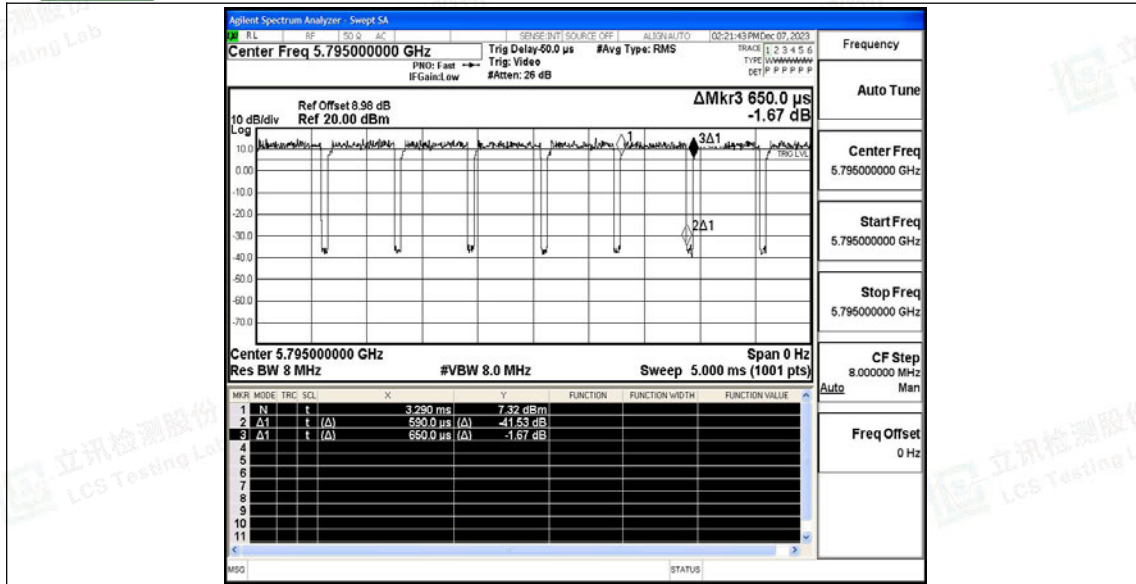 Agilent Spectrum Analyzer - Swept SA
RL RF 50 Ω AC SENSE:INT SOURCE OFF ALIGN AUTO 02:21:43 PM Dec 07, 2023
Center Freq 5.795000000 GHz
Trig Delay-50.0 µs #Avg Type: RMS
TRACE 1 2 3 4 5 6
PNO: Fast Trig: Video
TYPE
IFGain:Low #Atten: 26 dB
DET P P P P P P
ΔMkr3 650.0 µs
-1.67 dB
Ref Offset 8.98 dB
10 dB/div Ref 20.00 dBm
Log
10.0
0.00
-10.0
-20.0
-30.0
-40.0
-50.0
-60.0
-70.0
1
3Δ1
TRIG LVL
2Δ1
Center 5.795000000 GHz Span 0 Hz
Res BW 8 MHz #VBW 8.0 MHz Sweep 5.000 ms (1001 pts)
MKR MODE TRC SCL X Y FUNCTION FUNCTION WIDTH FUNCTION VALUE
1 N t 3.290 ms 7.32 dBm
2 Δ1 t (Δ) 590.0 µs (Δ) -41.53 dB
3 Δ1 t (Δ) 650.0 µs (Δ) -1.67 dB
4
5
6
7
8
9
10
11
MSG STATUS
Frequency
Auto Tune
Center Freq
5.795000000 GHz
Start Freq
5.795000000 GHz
Stop Freq
5.795000000 GHz
CF Step
8.000000 MHz
Auto Man
Freq Offset
0 Hz
立讯检测股份
LCS Testing Lab
立讯检测股份
LCS Testing L